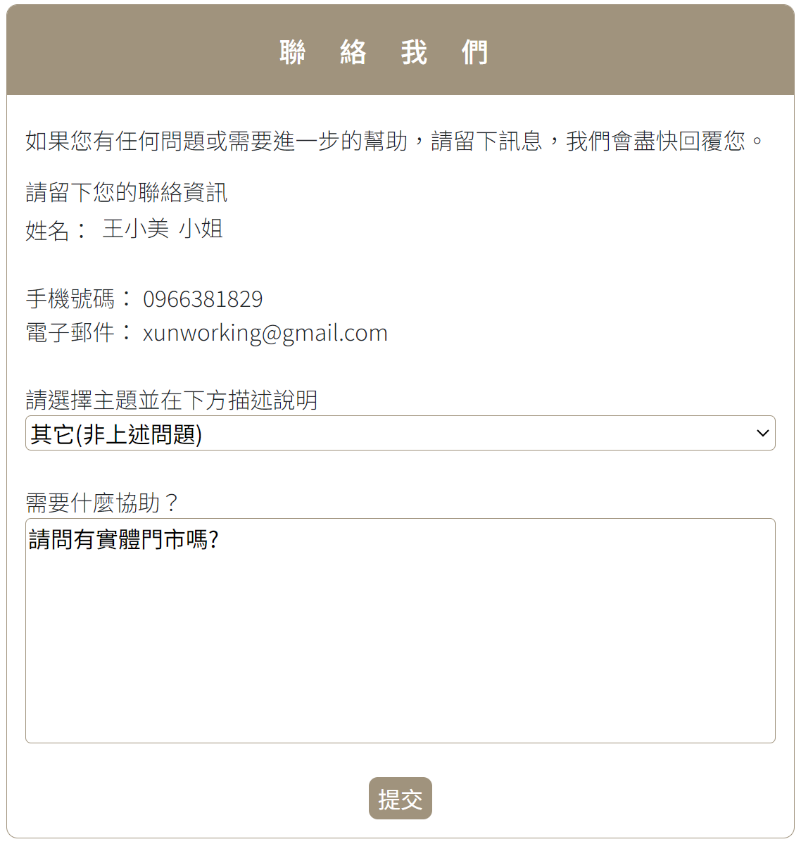 聯絡我們
如果您有任何問題或需要進一步的幫助，請留下訊息，我們會盡快回覆您。
請留下您的聯絡資訊
姓名： 王小美 小姐
手機號碼： 0966381829
電子郵件： xunworking@gmail.com
請選擇主題並在下方描述說明
其它(非上述問題)
需要什麼協助？
請問有實體門市嗎?
提交